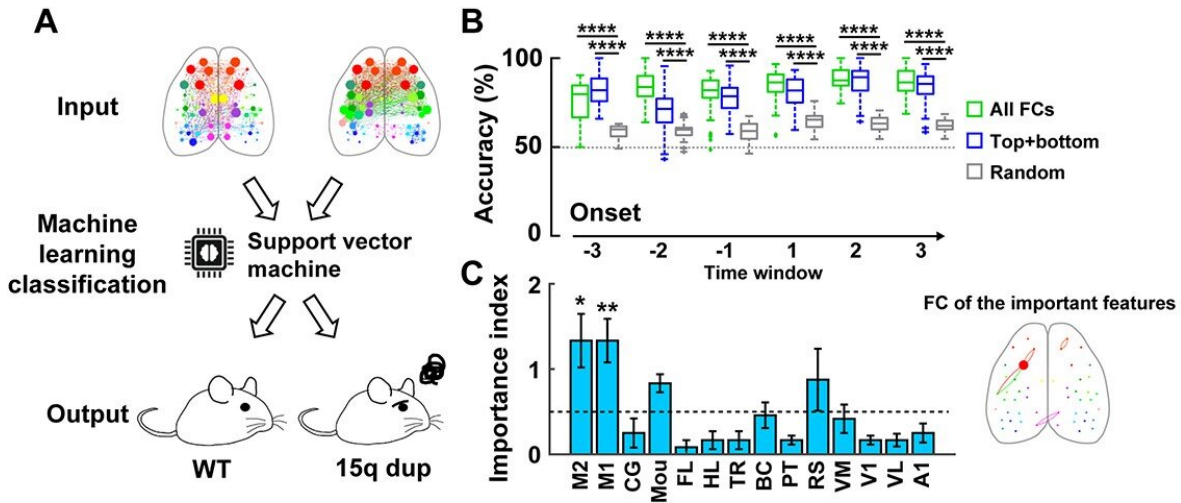 A
Input
Machine
learning
classification
Support vector
machine
Output
WT
15q dup
B
**** **** **** **** **** ****
**** **** **** **** **** ****
Accuracy (%)
100
50
0
All FCs
Top+bottom
Random
Onset
-3 -2 -1 1 2 3
Time window
C
Importance index
2
1
0
* **
M2 M1 CG Mou FL HL TR BC PT RS VM V1 VL A1
FC of the important features